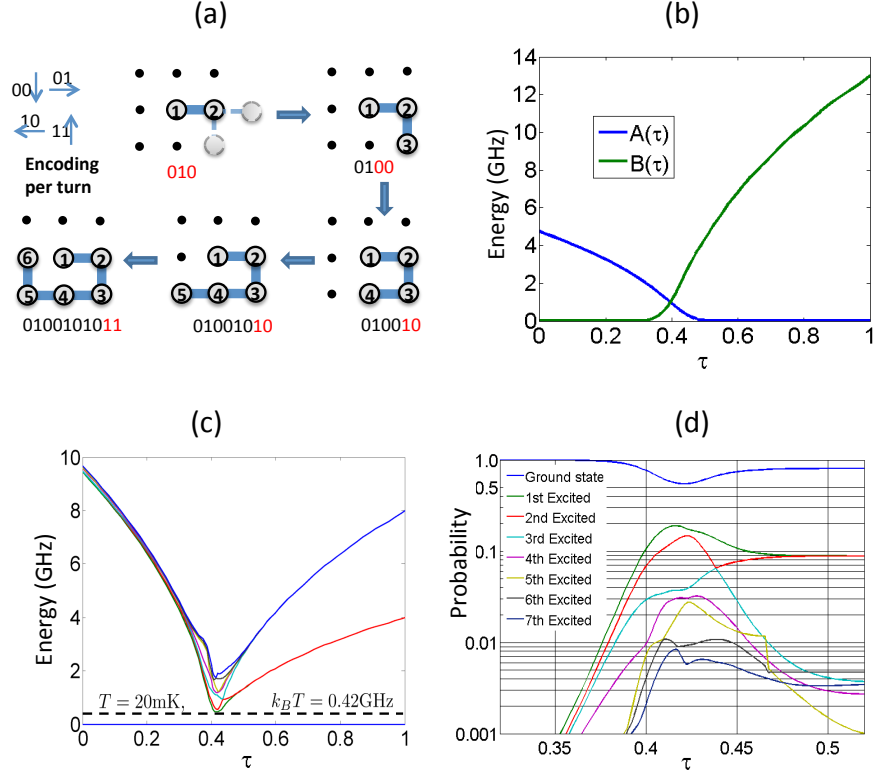 (a)
00 01
10 11
Encoding
per turn
1 2
010
1 2
3
0100
6 1 2
5 4 3
0100101011
1 2
5 4 3
01001010
1 2
4 3
010010
(b)
14
12
10
8
6
4
2
0
Energy (GHz)
A(τ)
B(τ)
0 0.2 0.4 0.6 0.8 1
τ
(c)
10
8
6
4
2
0
Energy (GHz)
T = 20mK, k_BT = 0.42GHz
0 0.2 0.4 0.6 0.8 1
τ
(d)
1.0
0.5
0.1
0.01
0.001
Probability
Ground state
1st Excited
2nd Excited
3rd Excited
4th Excited
5th Excited
6th Excited
7th Excited
0.35 0.4 0.45 0.5
τ